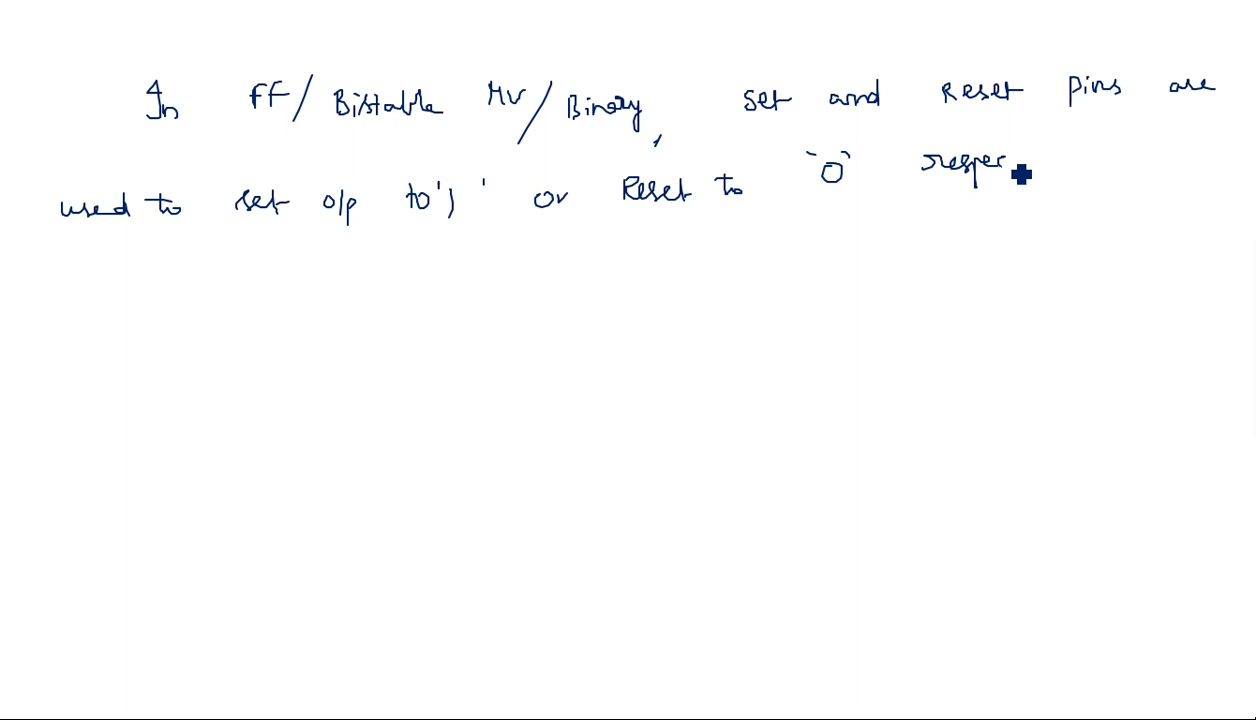 In FF/Bistable MV/Binary, set and Reset Pins are
used to set o/p to '1' or Reset to '0' respec